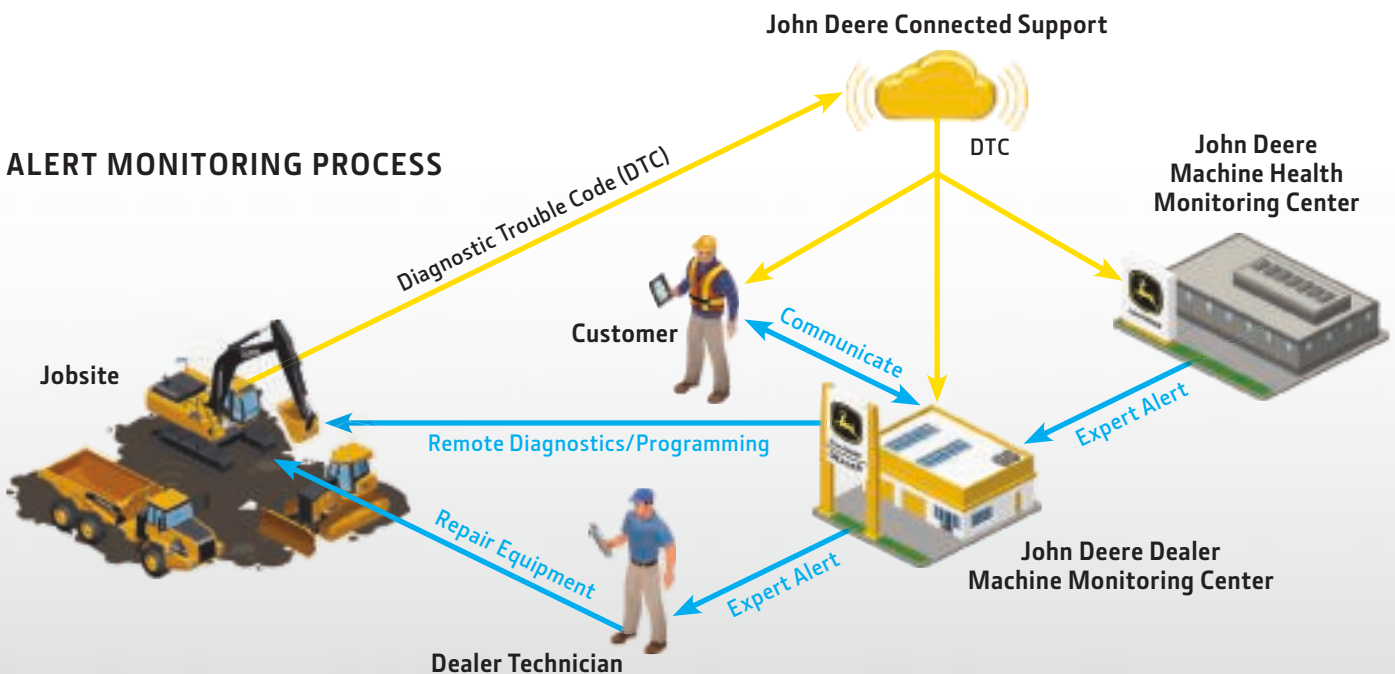 John Deere Connected Support
ALERT MONITORING PROCESS
Diagnostic Trouble Code (DTC)
DTC
John Deere
Machine Health
Monitoring Center
Customer
Communicate
Jobsite
Remote Diagnostics/Programming
Expert Alert
Repair Equipment
Expert Alert
John Deere Dealer
Machine Monitoring Center
Dealer Technician